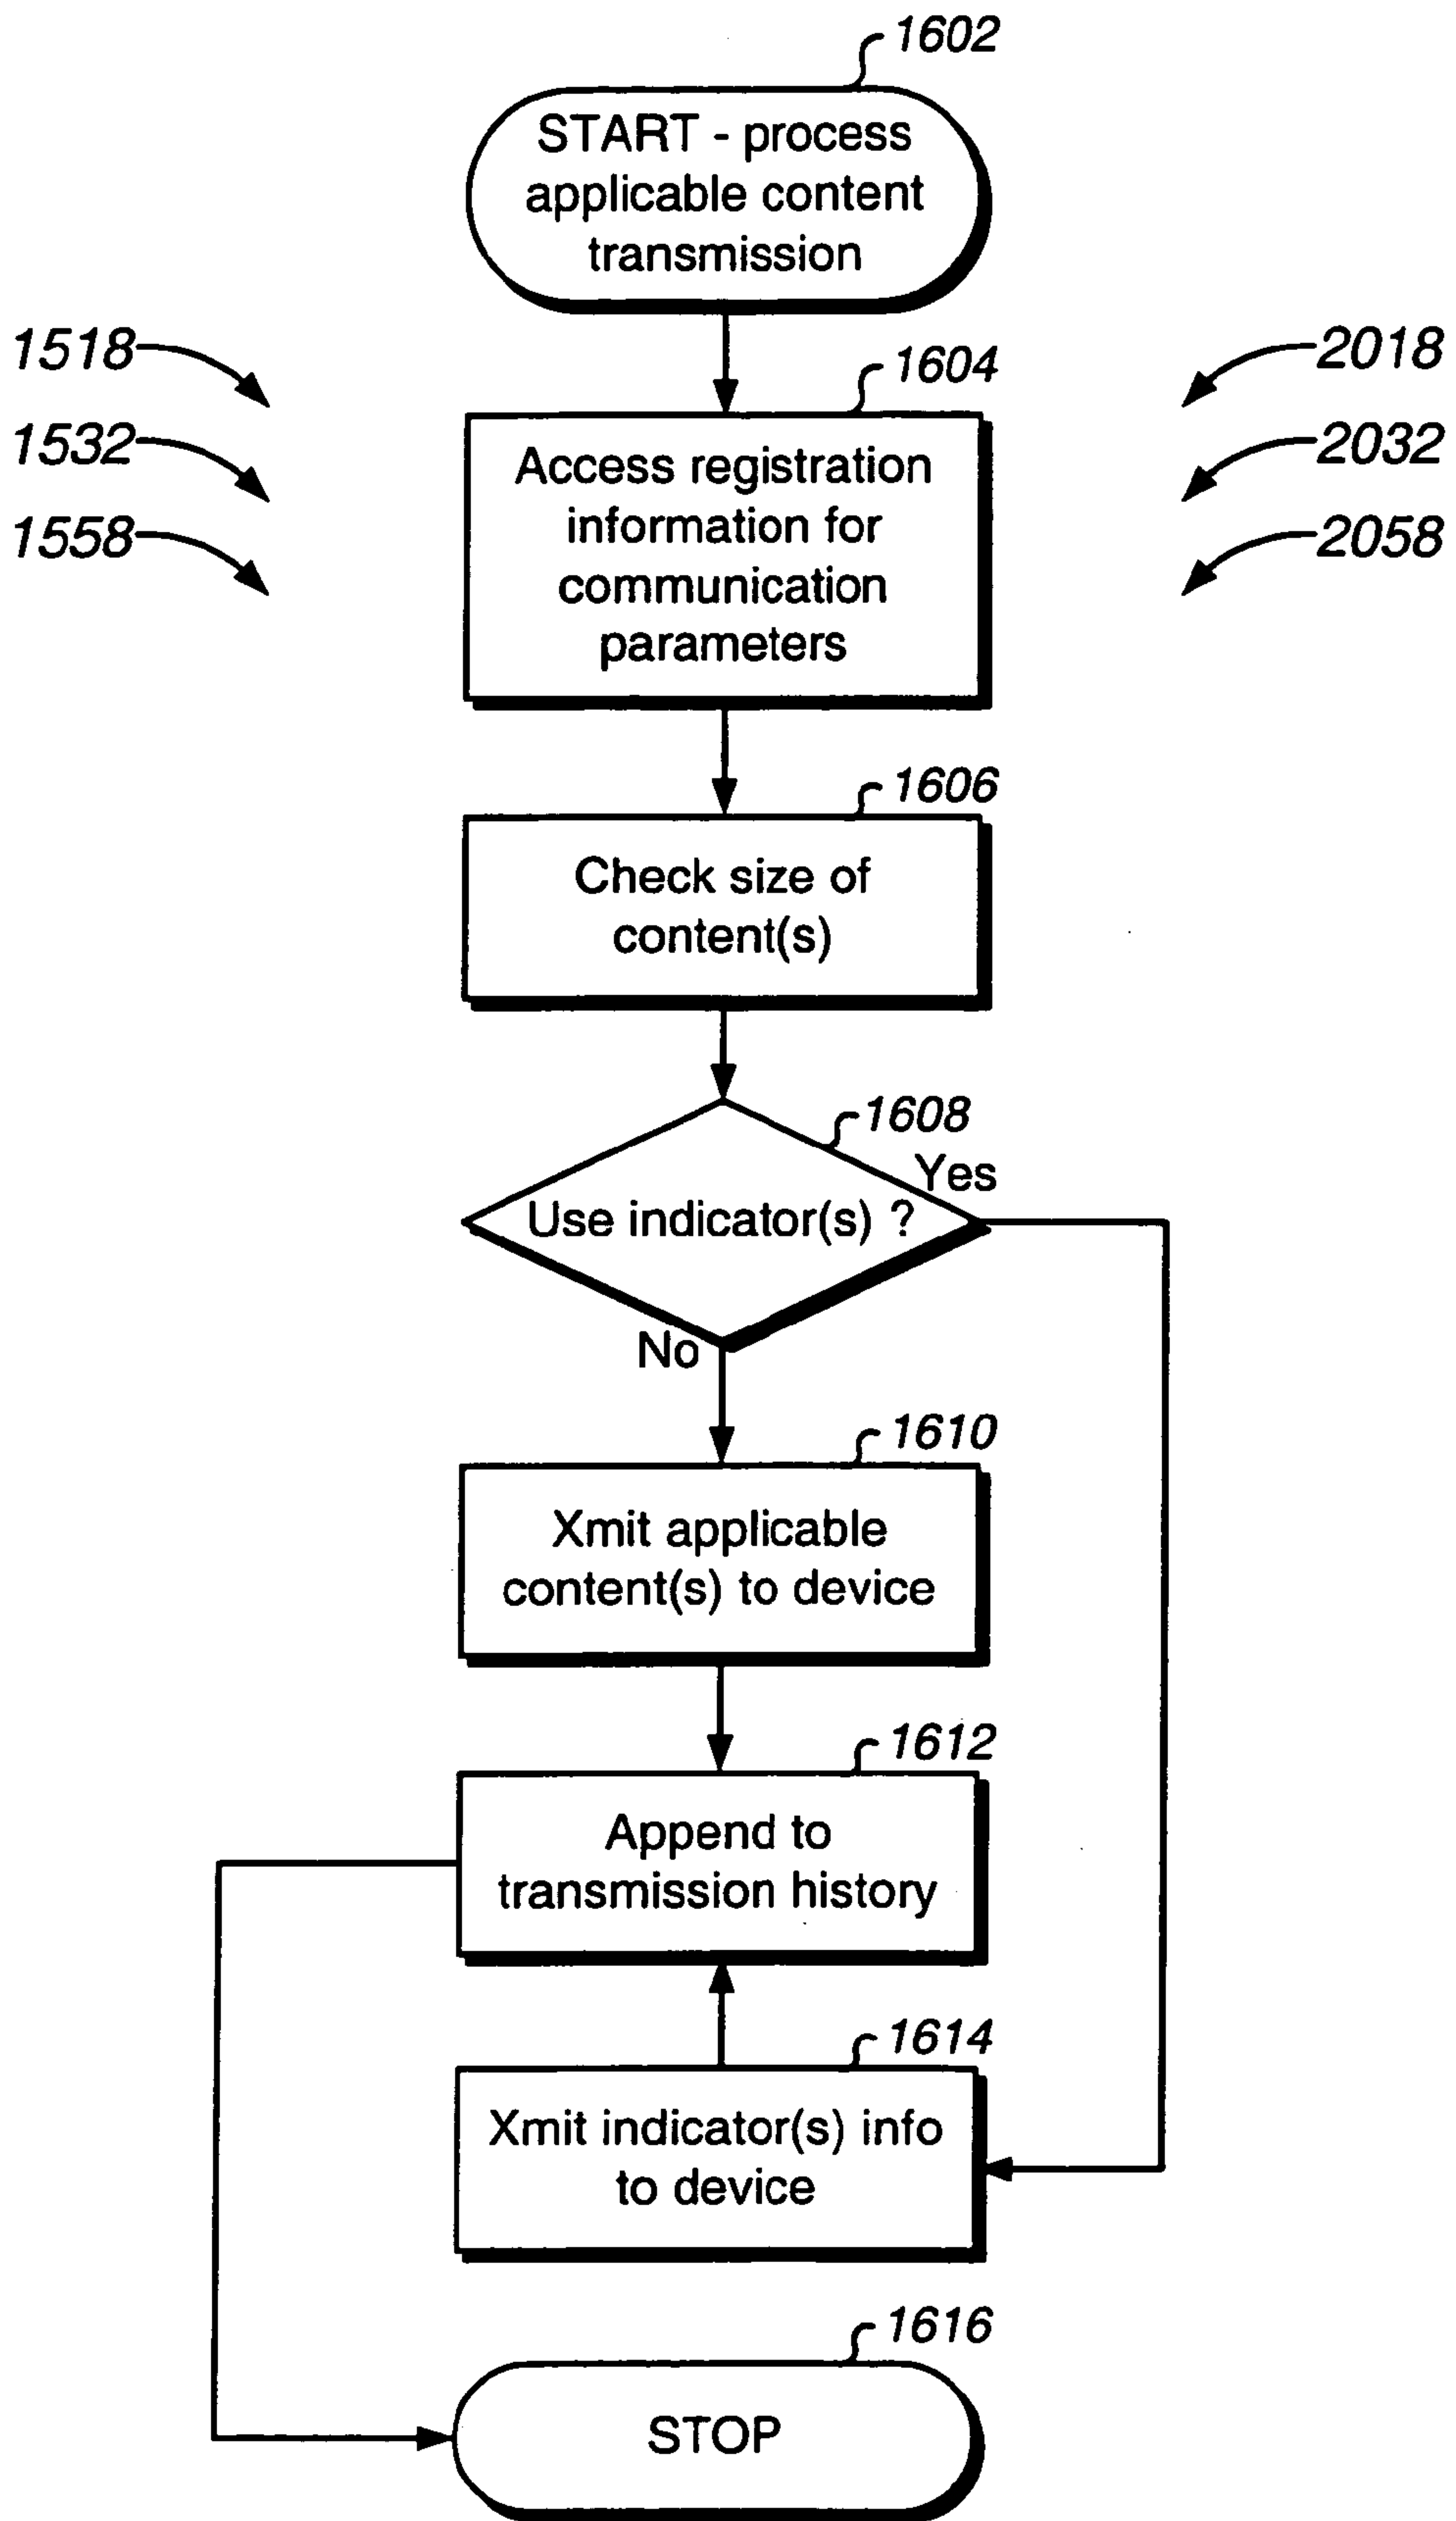 1602
START - process
applicable content
transmission
1518
1532
1558
2018
2032
2058
1604
Access registration
information for
communication
parameters
1606
Check size of
content(s)
1608
Yes
Use indicator(s) ?
No
1610
Xmit applicable
content(s) to device
1612
Append to
transmission history
1614
Xmit indicator(s) info
to device
1616
STOP